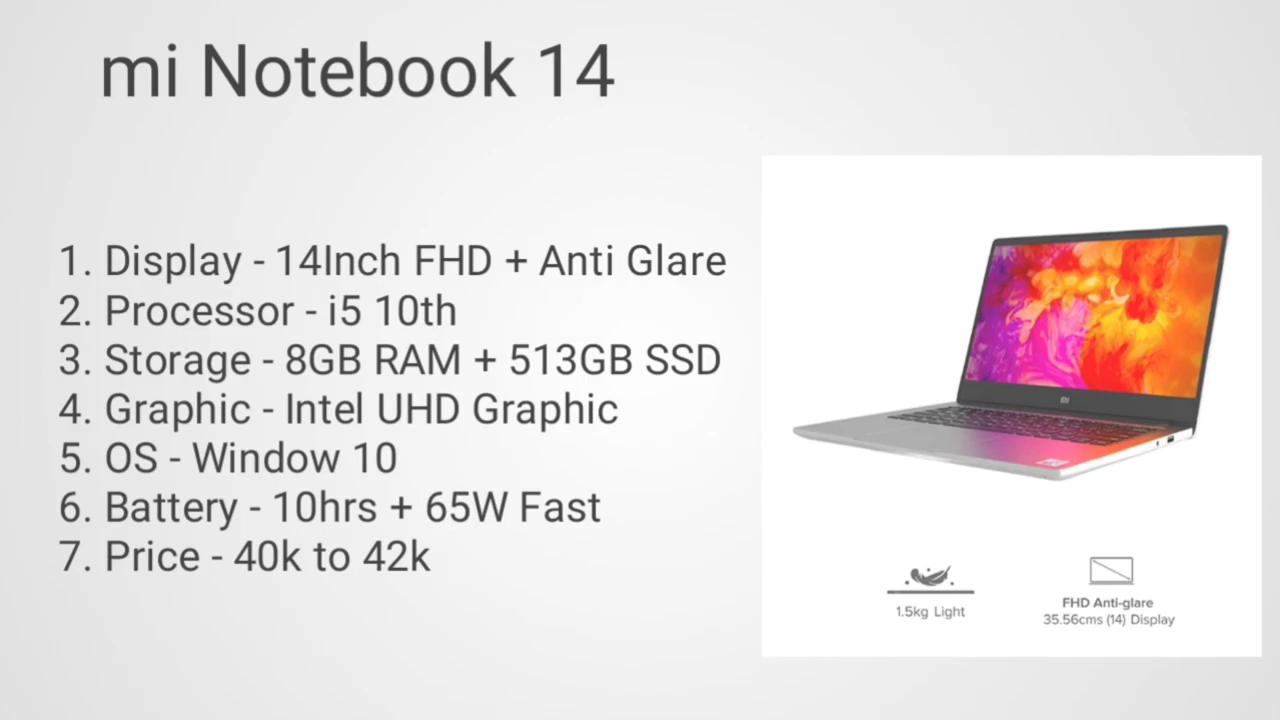 mi Notebook 14
1. Display - 14Inch FHD + Anti Glare
2. Processor - i5 10th
3. Storage - 8GB RAM + 513GB SSD
4. Graphic - Intel UHD Graphic
5. OS - Window 10
6. Battery - 10hrs + 65W Fast
7. Price - 40k to 42k
mi
1.5kg Light
FHD Anti-glare
35.56cms (14) Display